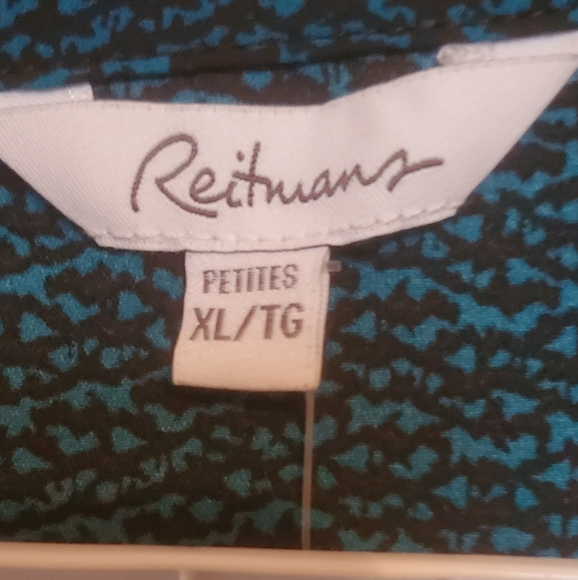 Reitmans
PETITES
XL/TG